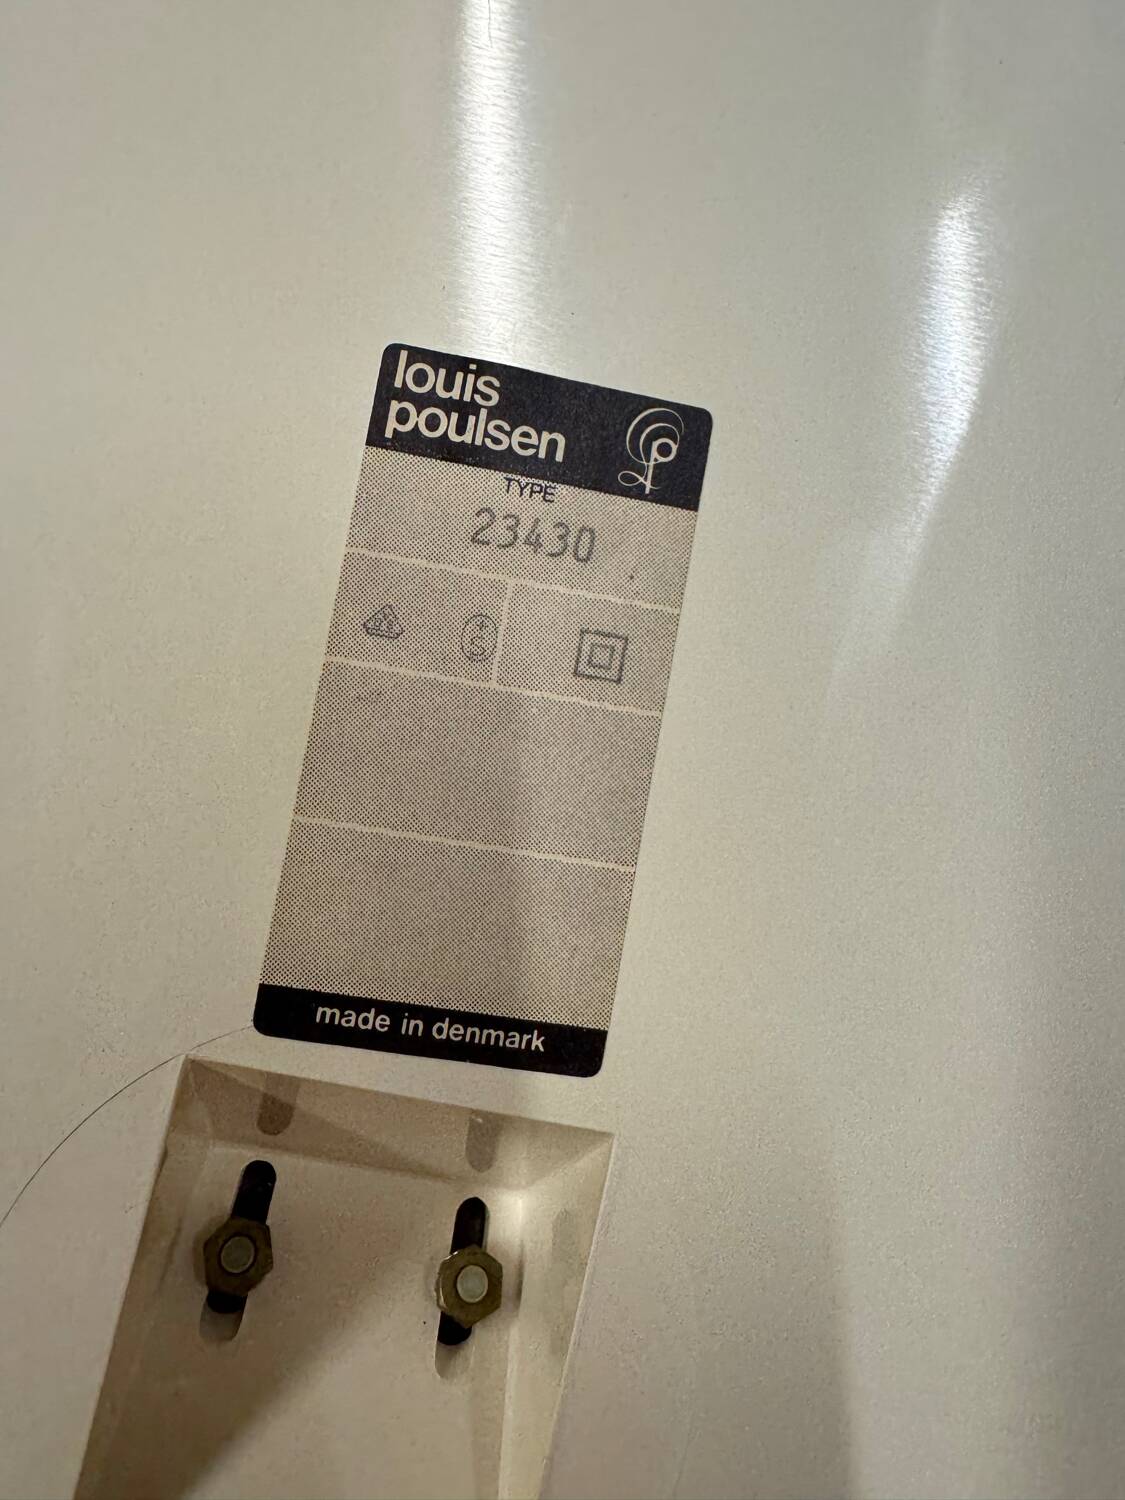 louis
poulsen
TYPE
23430
made in denmark